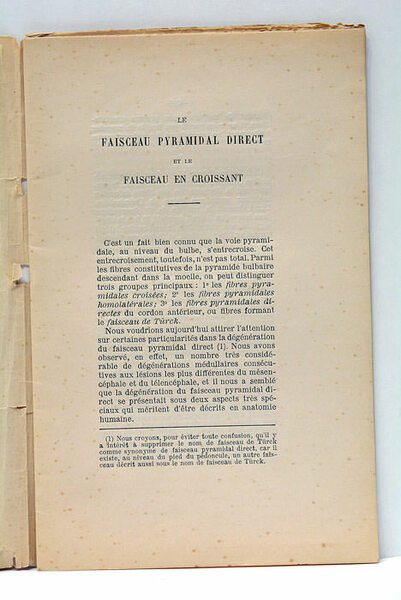 LE
FAISCEAU PYRAMIDAL DIRECT
ET LE
FAISCEAU EN CROISSANT
C'est un fait bien connu que la voie pyrami-
dale, au niveau du bulbe, s'entrecroise. Cet
entrecroisement, toutefois, n'est pas total. Parmi
les fibres constitutives de la pyramide bulbaire
descendant dans la moelle, on peut distinguer
trois groupes principaux : 1° les fibres pyra-
midales croisées; 2° les fibres pyramidales
homolatérales; 3° les fibres pyramidales di-
rectes du cordon antérieur, ou fibres formant
le faisceau de Türck.
Nous voudrions aujourd'hui attirer l'attention
sur certaines particularités dans la dégénération
du faisceau pyramidal direct (1). Nous avons
observé, en effet, un nombre très considé-
rable de dégénérations médullaires consécu-
tives aux lésions les plus différentes du mésen-
céphale et du télencéphale, et il nous a semblé
que la dégénération du faisceau pyramidal di-
rect se présentait sous deux aspects très spé-
ciaux qui méritent d'être décrits en anatomie
humaine.
(1) Nous croyons, pour éviter toute confusion, qu'il y
a intérêt à supprimer le nom de faisceau de Türck
comme synonyme de faisceau pyramidal direct, car il
existe, au niveau du pied du pédoncule, un autre fais-
ceau décrit aussi sous le nom de faisceau de Türck.